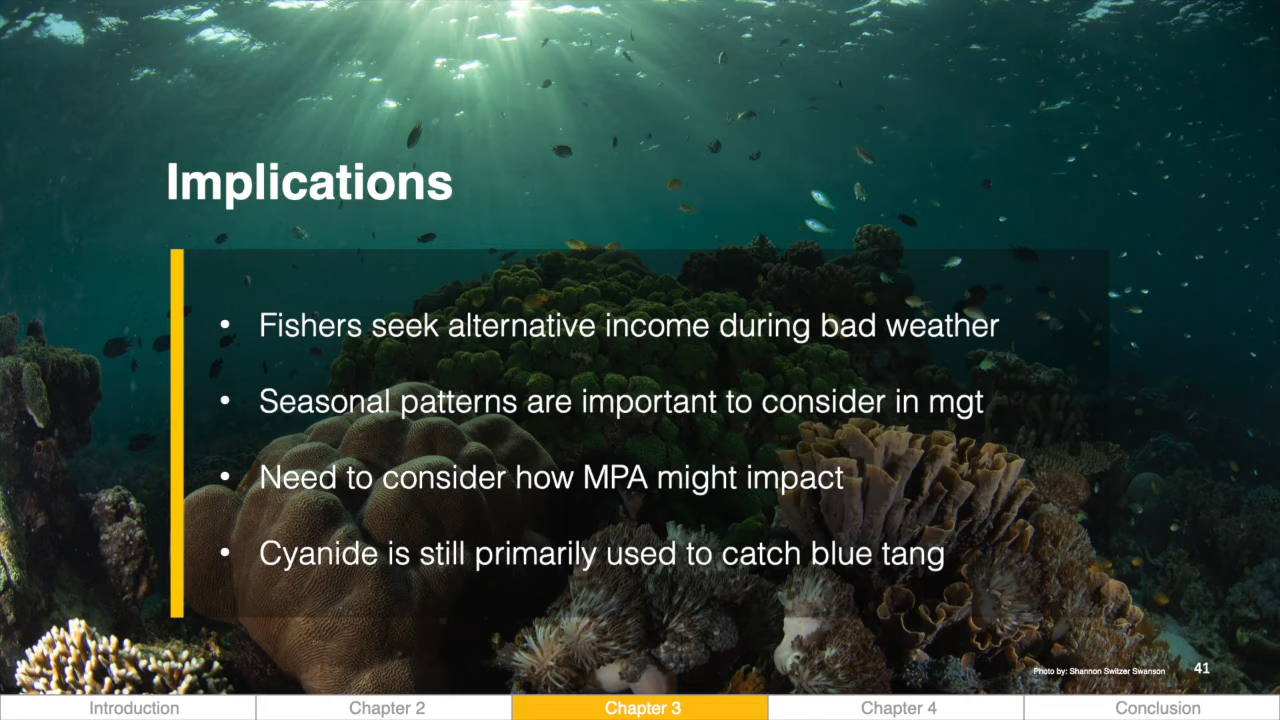 Implications
• Fishers seek alternative income during bad weather
• Seasonal patterns are important to consider in mgt
• Need to consider how MPA might impact
• Cyanide is still primarily used to catch blue tang
Photo by: Shannon Switzer Swanson
41
Introduction
Chapter 2
Chapter 3
Chapter 4
Conclusion